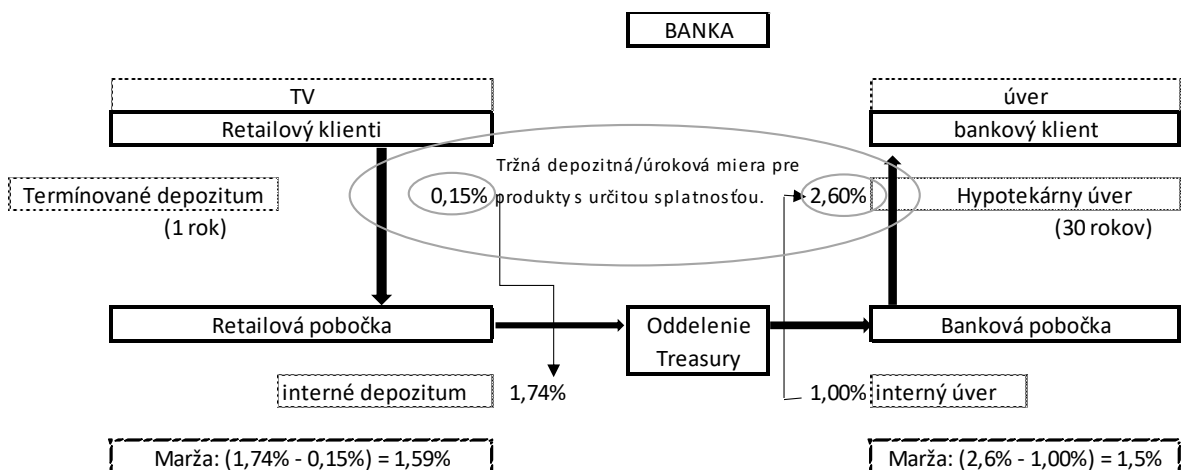 BANKA
TV
úver
Retailový klienti
bankový klient
Tržná depozitná/úroková miera pre
produkty s určitou splatnosťou.
Termínované depozitum
0,15%
2,60%
Hypotekárny úver
(1 rok)
(30 rokov)
Retailová pobočka
Oddelenie
Treasury
Banková pobočka
interné depozitum
1,74%
1,00%
interný úver
Marža: (1,74% - 0,15%) = 1,59%
Marža: (2,6% - 1,00%) = 1,5%